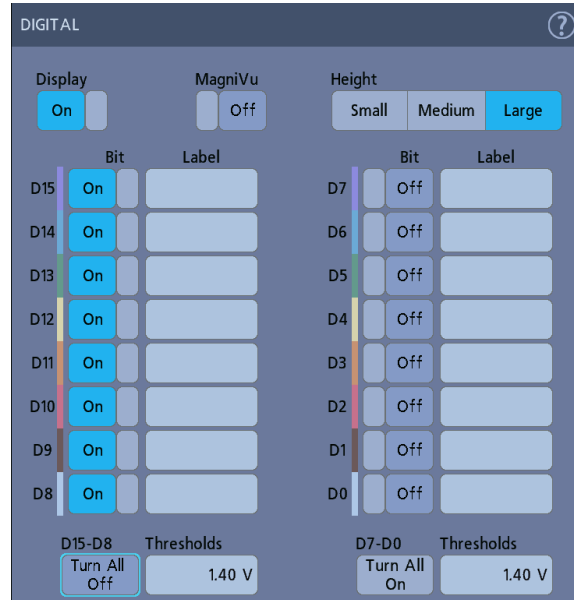 DIGITAL ?
Display MagniVu Height
On Off Small Medium Large
Bit Label Bit Label
D15 On D7 Off
D14 On D6 Off
D13 On D5 Off
D12 On D4 Off
D11 On D3 Off
D10 On D2 Off
D9 On D1 Off
D8 On D0 Off
D15-D8 Thresholds D7-D0 Thresholds
Turn All Off 1.40 V Turn All On 1.40 V